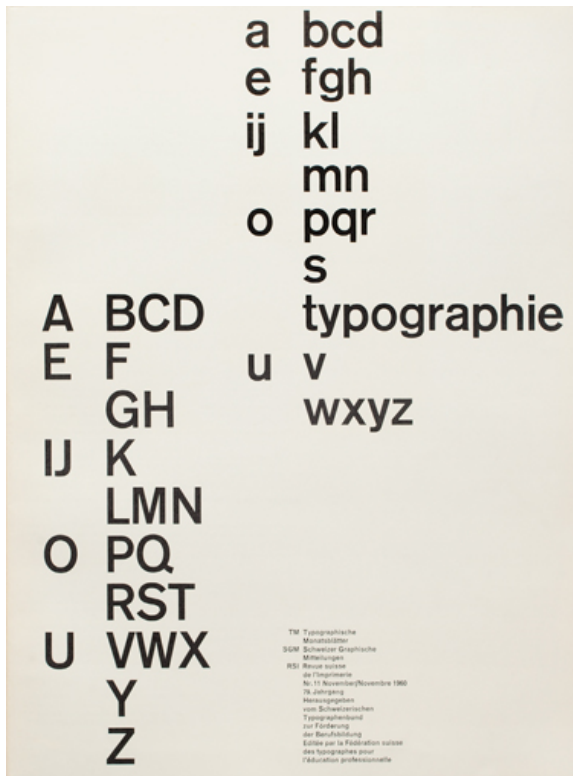 a bcd
e fgh
ij kl
mn
o pqr
s
typographie
u v
wxyz
A BCD
E F
GH
IJ K
LMN
O PQ
RST
U VWX
Y
Z
TM Typographische
Monatsblätter
SGM Schweizer Graphische
Mitteilungen
RSI Revue suisse
de l'Imprimerie
Nr. 11 November/Novembre 1960
Jahrgang
Herausgegeben
vom Schweizerischen
Typographenbund
zur Förderung
der Berufsbildung
Editée par la Fédération suisse
des typographes pour
l'éducation professionnelle